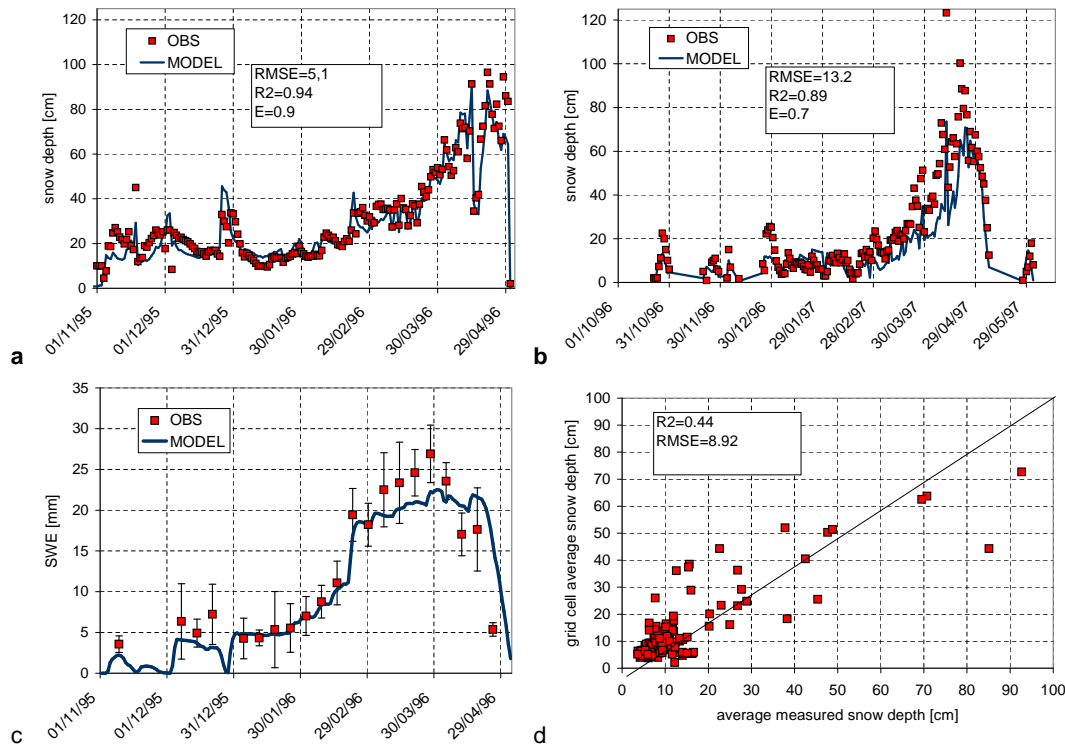 120
100
80
60
40
20
0
snow depth [cm]
OBS
MODEL
RMSE=5,1
R2=0.94
E=0.9
01/11/95
01/12/95
31/12/95
30/01/96
29/02/96
30/03/96
29/04/96
a
120
100
80
60
40
20
0
snow depth [cm]
OBS
MODEL
RMSE=13.2
R2=0.89
E=0.7
01/10/96
31/10/96
30/11/96
30/12/96
29/01/97
28/02/97
30/03/97
29/04/97
29/05/97
b
35
30
25
20
15
10
5
0
SWE [mm]
OBS
MODEL
01/11/95
01/12/95
31/12/95
30/01/96
29/02/96
30/03/96
29/04/96
c
100
90
80
70
60
50
40
30
20
10
0
grid cell average snow depth [cm]
R2=0.44
RMSE=8.92
0 10 20 30 40 50 60 70 80 90 100
average measured snow depth [cm]
d